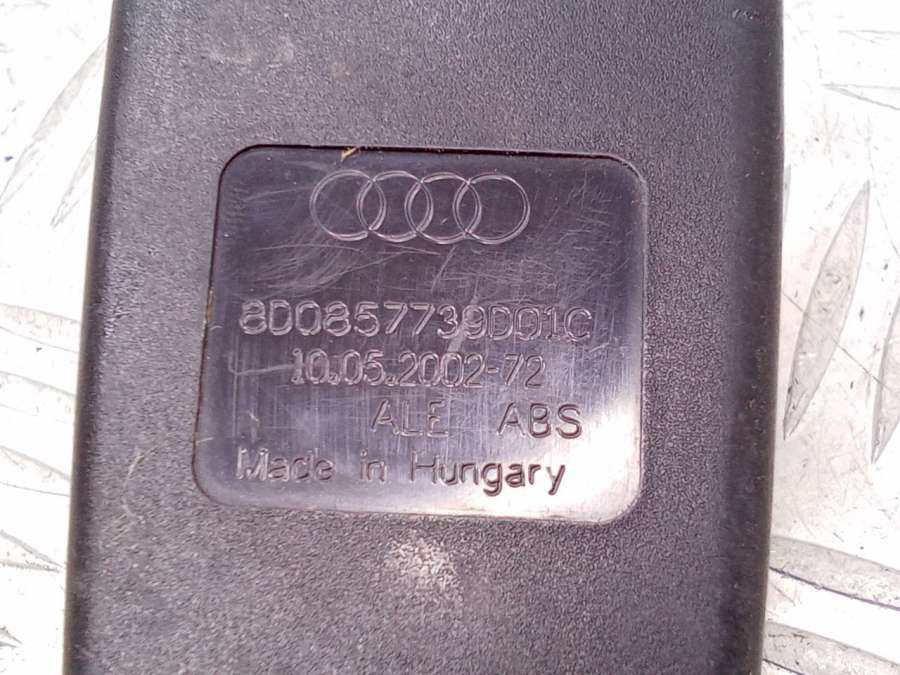 8D0857739D01C
10.05.2002-72
ALE ABS
Made in Hungary